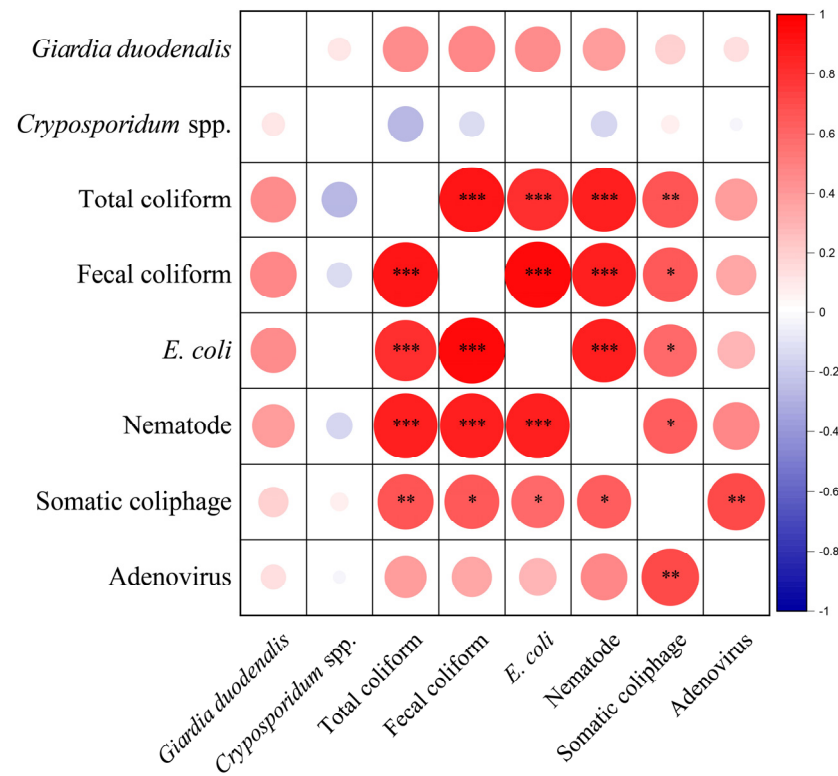 Giardia duodenalis
Cryposporidum spp.
Total coliform
*** *** *** **
Fecal coliform
*** *** *** *
E. coli
*** *** *** *
Nematode
*** *** *** *
Somatic coliphage
** * * * **
Adenovirus
**
1
0.8
0.6
0.4
0.2
0
-0.2
-0.4
-0.6
-0.8
-1
Giardia duodenalis
Cryposporidum spp.
Total coliform
Fecal coliform
E. coli
Nematode
Somatic coliphage
Adenovirus